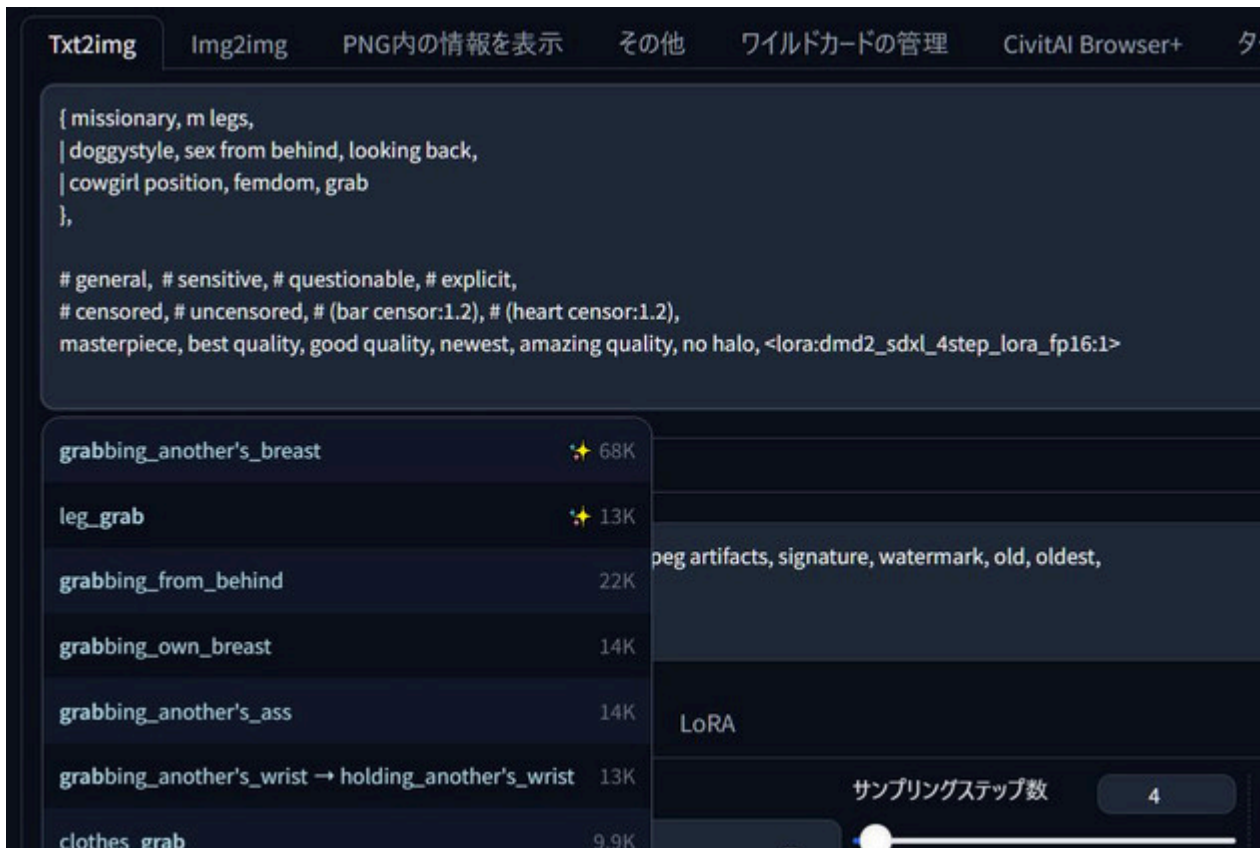 Txt2img Img2img PNG内の情報を表示 その他 ワイルドカードの管理 CivitAI Browser+
{ missionary, m legs,
| doggystyle, sex from behind, looking back,
| cowgirl position, femdom, grab
},
# general, # sensitive, # questionable, # explicit,
# censored, # uncensored, # (bar censor:1.2), # (heart censor:1.2),
masterpiece, best quality, good quality, newest, amazing quality, no halo, <lora:dmd2_sdxl_4step_lora_fp16:1>
grabbing_another's_breast ✨ 68K
leg_grab ✨ 13K
peg artifacts, signature, watermark, old, oldest,
grabbing_from_behind 22K
grabbing_own_breast 14K
grabbing_another's_ass 14K
LoRA
grabbing_another's_wrist → holding_another's_wrist 13K
サンプリングステップ数 4
clothes_grab 9.9K